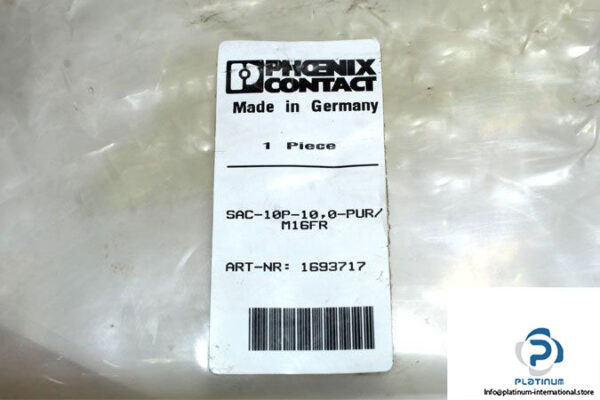 PHOENIX
CONTACT
Made in Germany
1 Piece
SAC-10P-10,0-PUR/
M16FR
ART-NR: 1693717
PLATINUM
Info@platinum-international.store